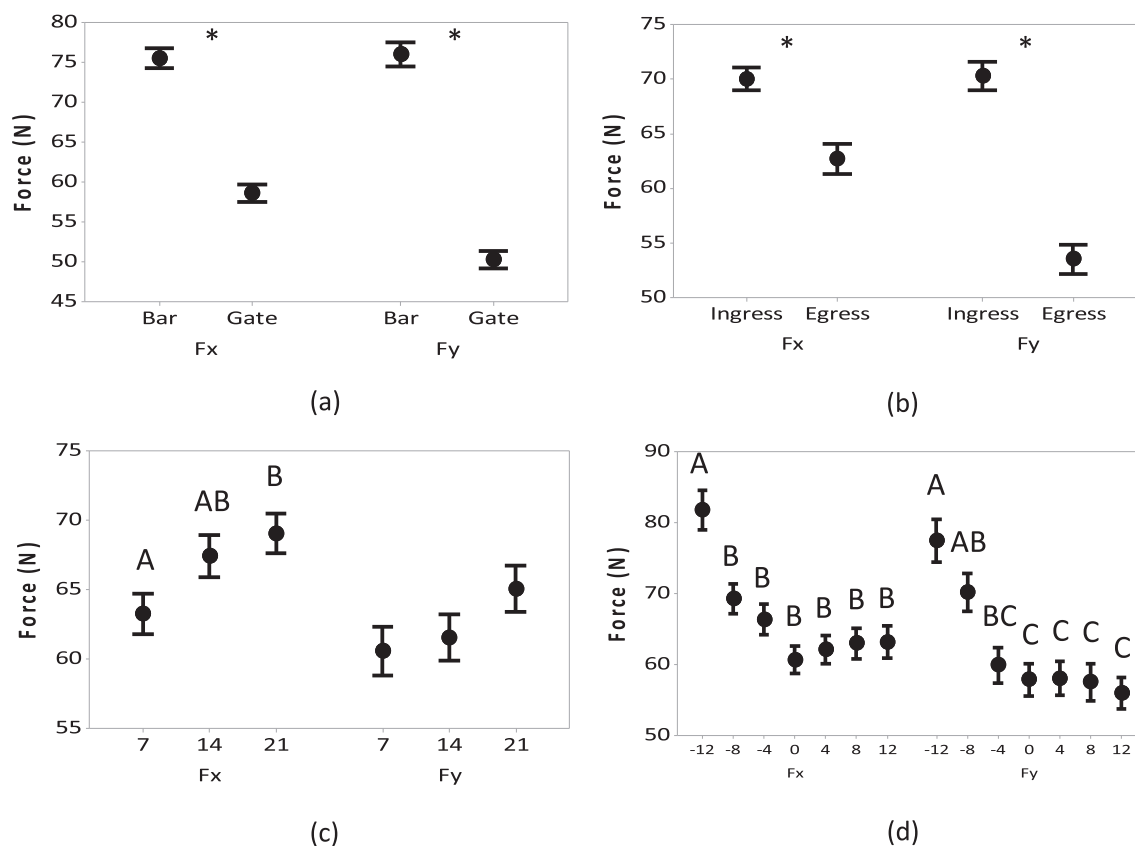 80
75
70
65
60
55
50
45
Force (N)
*
*
Bar Gate Bar Gate
Fx Fy
(a)
75
70
65
60
55
50
Force (N)
*
*
Ingress Egress Ingress Egress
Fx Fy
(b)
75
70
65
60
55
Force (N)
A
AB
B
7 14 21 7 14 21
Fx Fy
(c)
90
80
70
60
50
Force (N)
A
B
B
B
B
B
B
A
AB
BC
C
C
C
C
-12 -8 -4 0 4 8 12 -12 -8 -4 0 4 8 12
Fx Fy
(d)